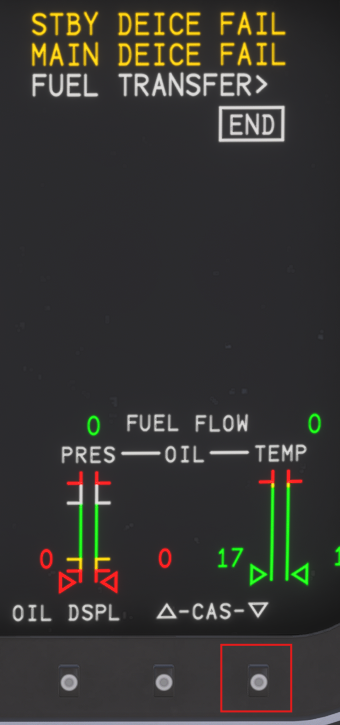 STBY DEICE FAIL
MAIN DEICE FAIL
FUEL TRANSFER>
END
0 FUEL FLOW 0
PRES OIL TEMP
0 0 17
OIL DSPL △-CAS-▽